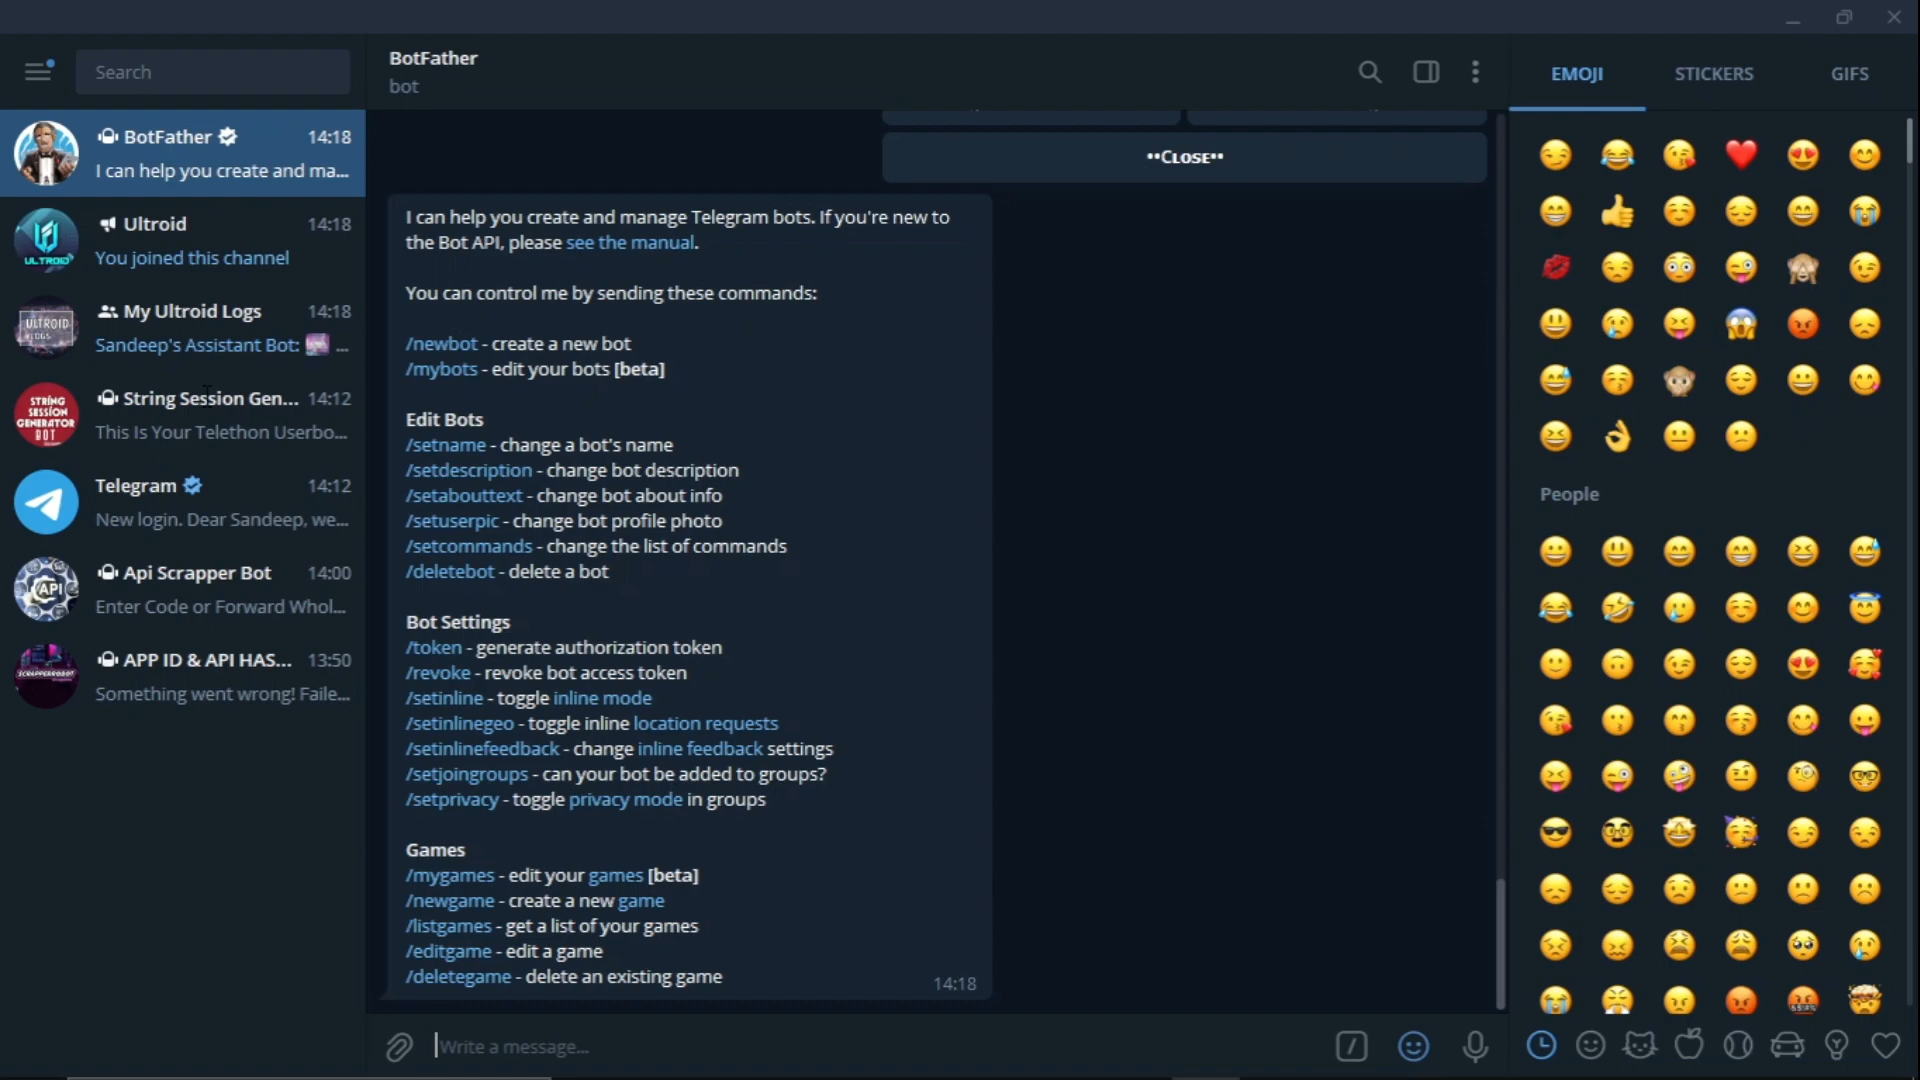 Search
BotFather
bot
EMOJI
STICKERS
GIFS
BotFather 14:18
I can help you create and ma...
Ultroid 14:18
You joined this channel
ULTROID
My Ultroid Logs 14:18
Sandeep's Assistant Bot: ...
ULTROID
LOGS
String Session Gen... 14:12
This Is Your Telethon Userbo...
STRING
SESSION
GENERATOR
BOT
Telegram 14:12
New login. Dear Sandeep, we...
Api Scrapper Bot 14:00
Enter Code or Forward Whol...
API
APP ID & API HAS... 13:50
Something went wrong! Faile...
SCRAPPERROBOT
••CLOSE••
I can help you create and manage Telegram bots. If you're new to
the Bot API, please see the manual.
You can control me by sending these commands:
/newbot - create a new bot
/mybots - edit your bots [beta]
Edit Bots
/setname - change a bot's name
/setdescription - change bot description
/setabouttext - change bot about info
/setuserpic - change bot profile photo
/setcommands - change the list of commands
/deletebot - delete a bot
Bot Settings
/token - generate authorization token
/revoke - revoke bot access token
/setinline - toggle inline mode
/setinlinegeo - toggle inline location requests
/setinlinefeedback - change inline feedback settings
/setjoingroups - can your bot be added to groups?
/setprivacy - toggle privacy mode in groups
Games
/mygames - edit your games [beta]
/newgame - create a new game
/listgames - get a list of your games
/editgame - edit a game
/deletegame - delete an existing game
14:18
Write a message...
People